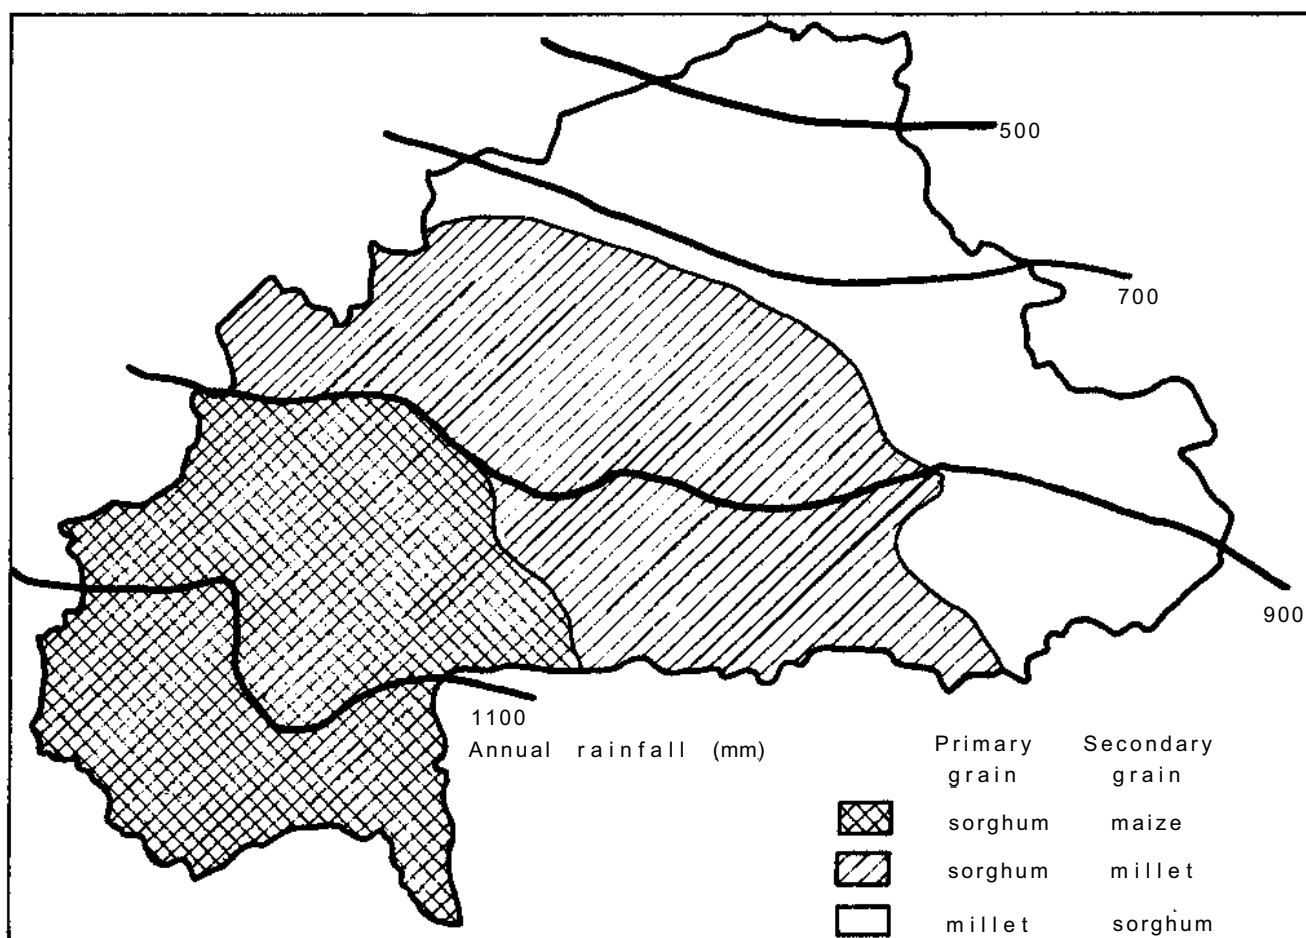 500
700
900
1100
Annual rainfall (mm)
Primary Secondary
grain grain
sorghum maize
sorghum millet
millet sorghum